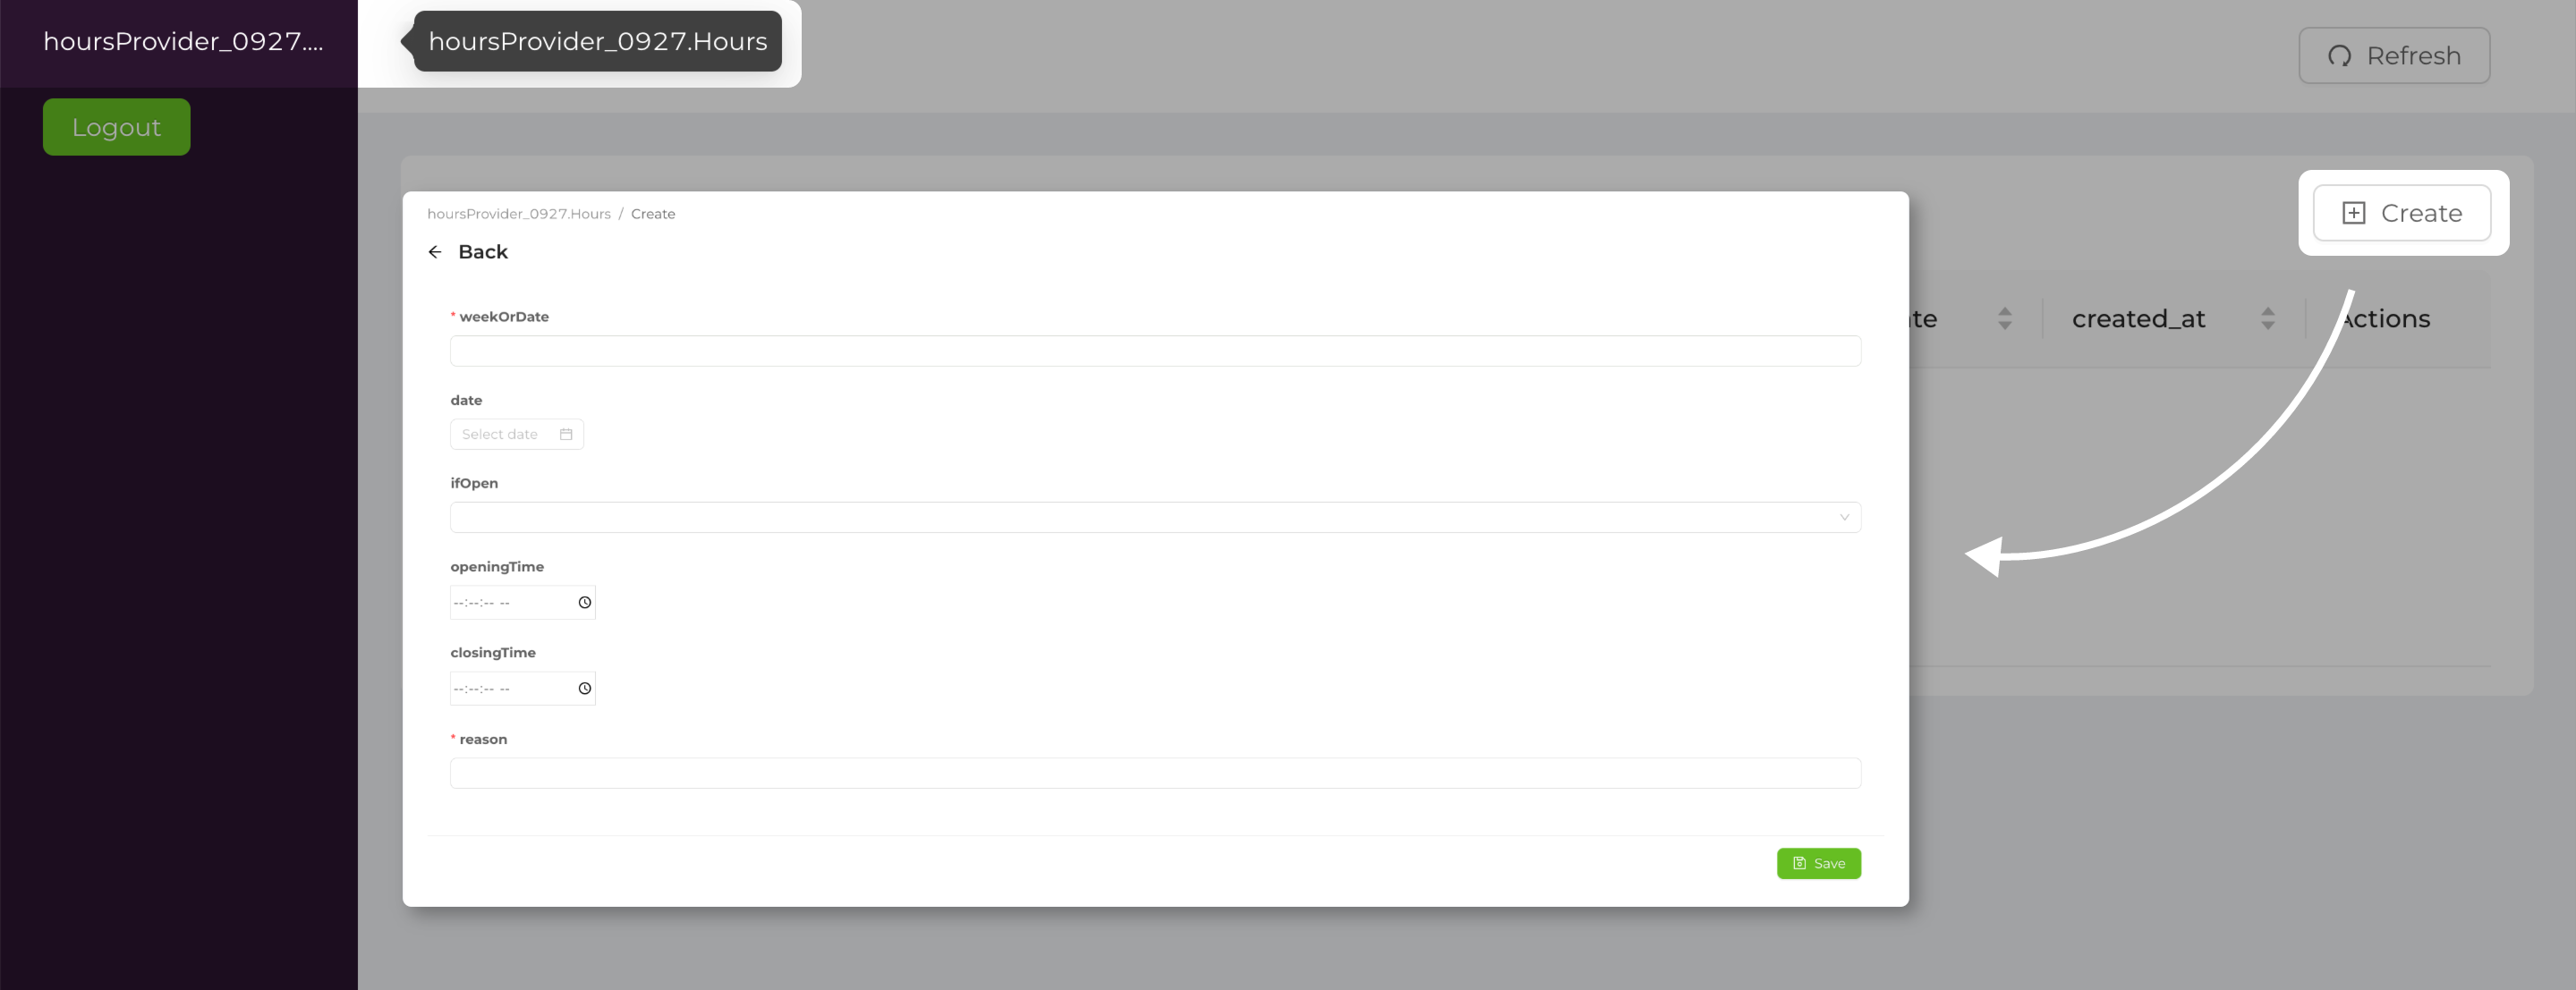 hoursProvider_0927....
hoursProvider_0927.Hours
Refresh
Logout
Create
hoursProvider_0927.Hours / Create
Back
* weekOrDate
date
Select date
ifOpen
openingTime
--:--:-- --
closingTime
--:--:-- --
* reason
Save
created_at
Actions